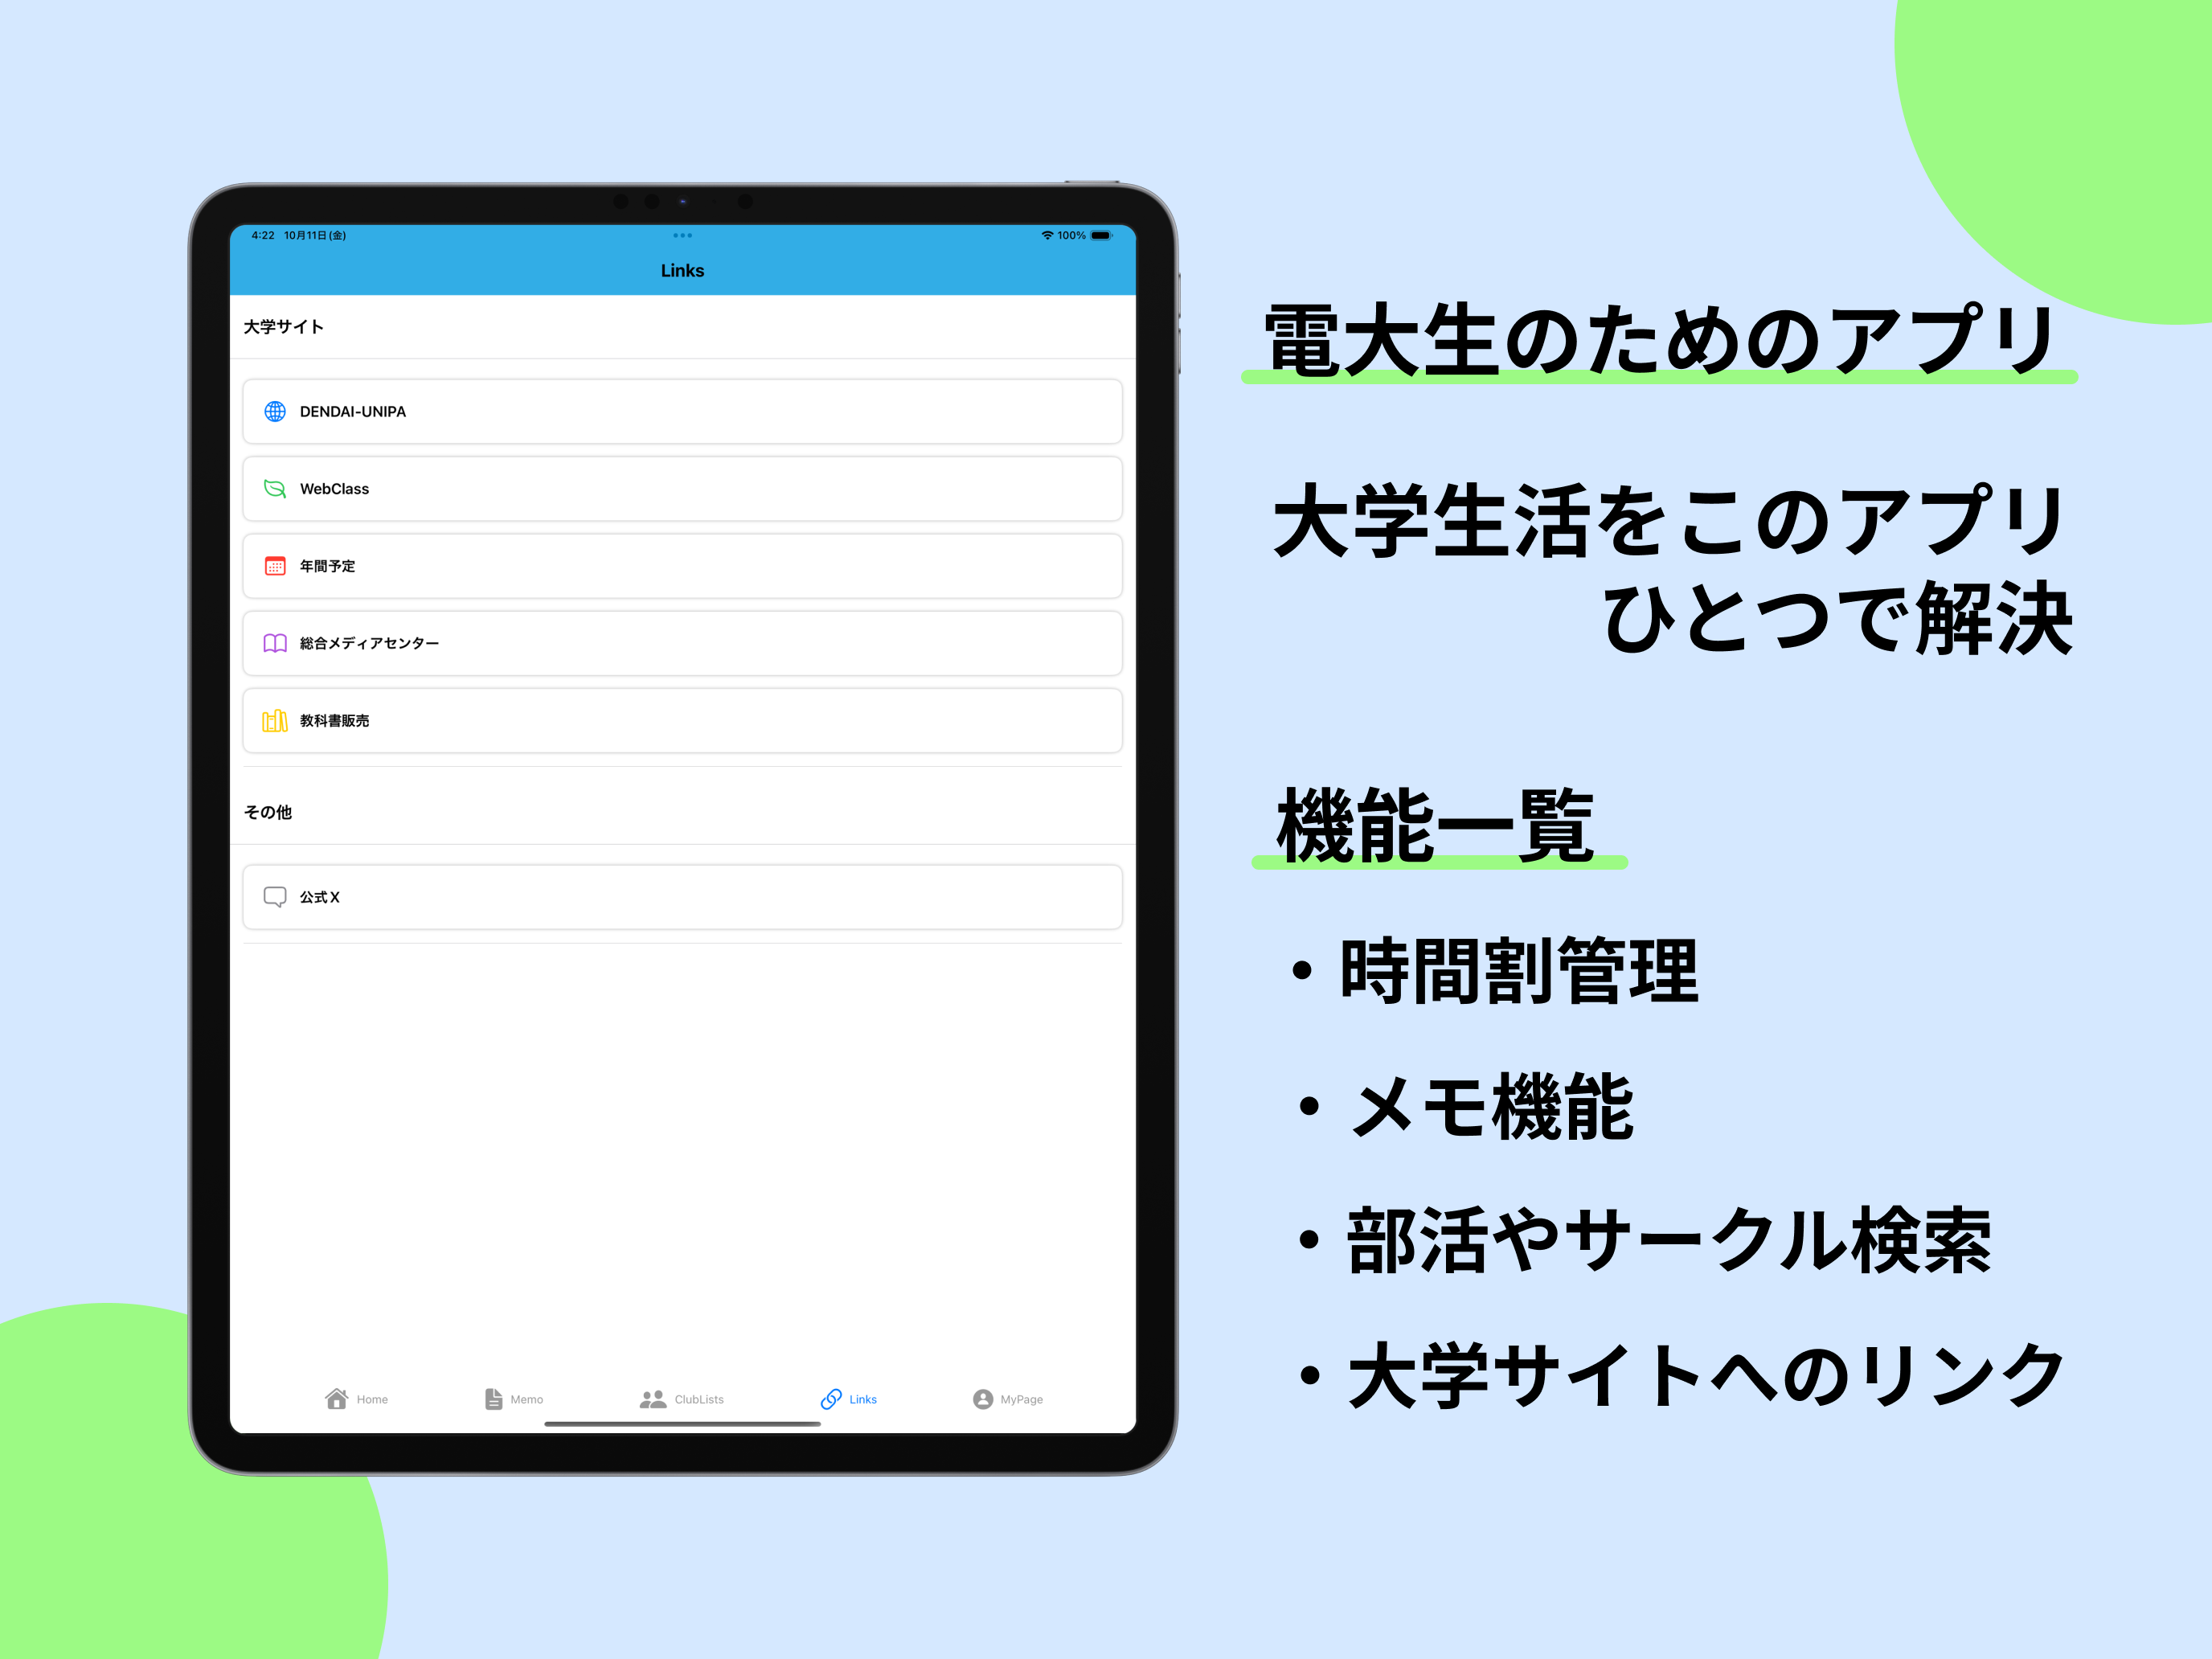 4:22 10月11日(金)
100%
Links
大学サイト
DENDAI-UNIPA
WebClass
年間予定
総合メディアセンター
教科書販売
その他
公式X
Home
Memo
ClubLists
Links
MyPage
電大生のためのアプリ
大学生活をこのアプリ
ひとつで解決
機能一覧
・時間割管理
・メモ機能
・部活やサークル検索
・大学サイトへのリンク